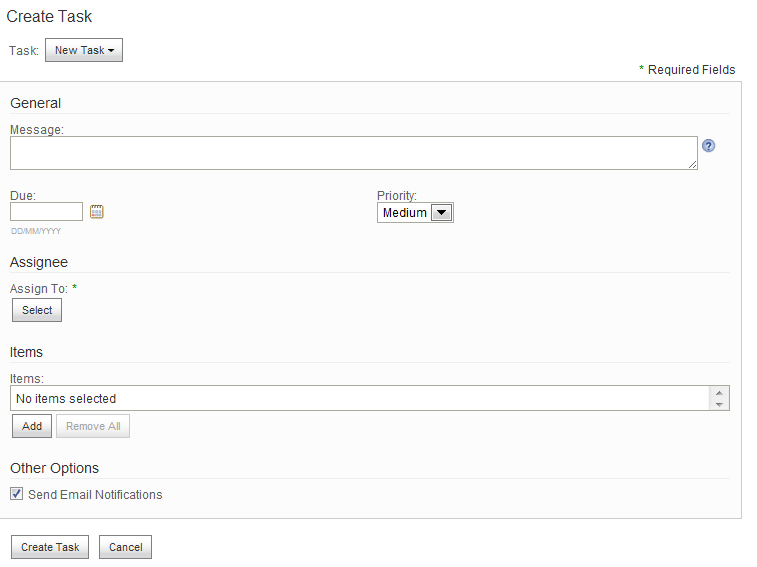 Create Task
Task: New Task
* Required Fields
General
Message:
?
Due: Priority:
Medium
DD/MM/YYYY
Assignee
Assign To: *
Select
Items
Items:
No items selected
Add Remove All
Other Options
Send Email Notifications
Create Task Cancel